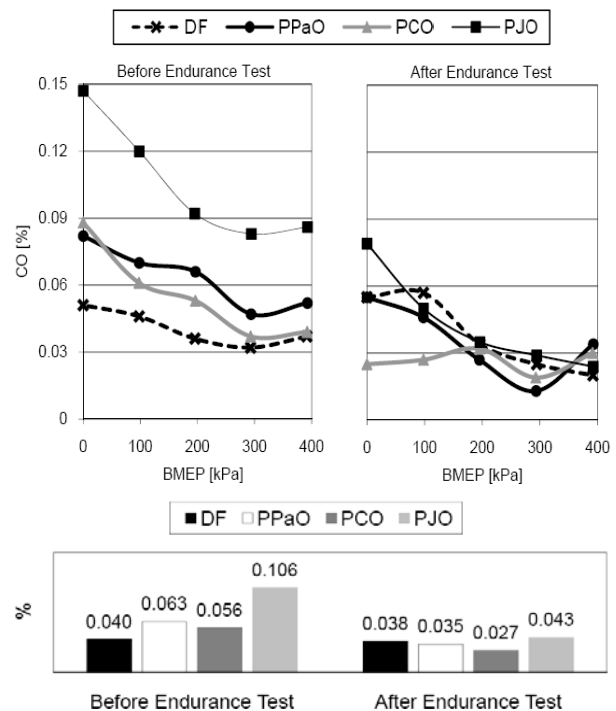 DF PPaO PCO PJO
Before Endurance Test
After Endurance Test
0.15
0.12
0.09
0.06
0.03
0
CO [%]
0 100 200 300 400
0 100 200 300 400
BMEP [kPa]
BMEP [kPa]
DF PPaO PCO PJO
%
0.040 0.063 0.056 0.106
0.038 0.035 0.027 0.043
Before Endurance Test
After Endurance Test